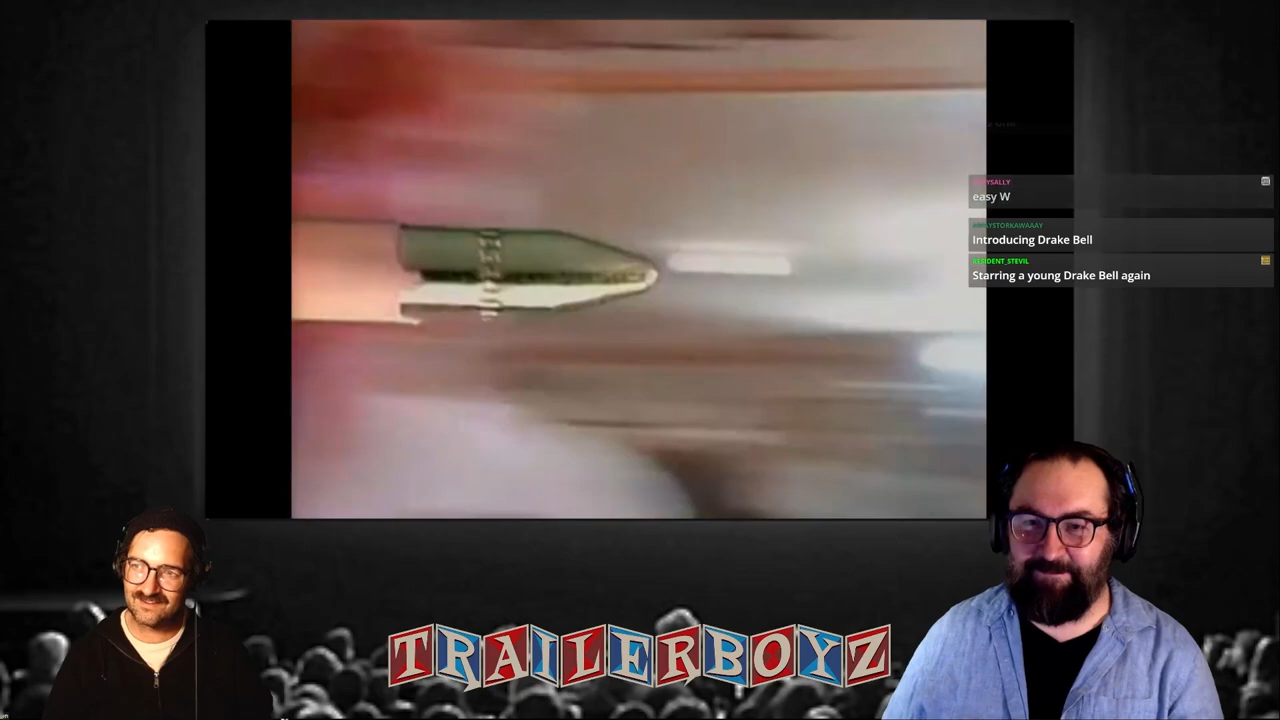 easy W
Introducing Drake Bell
RESIDENT_STEVIL
Starring a young Drake Bell again
TRAILERBOYZ